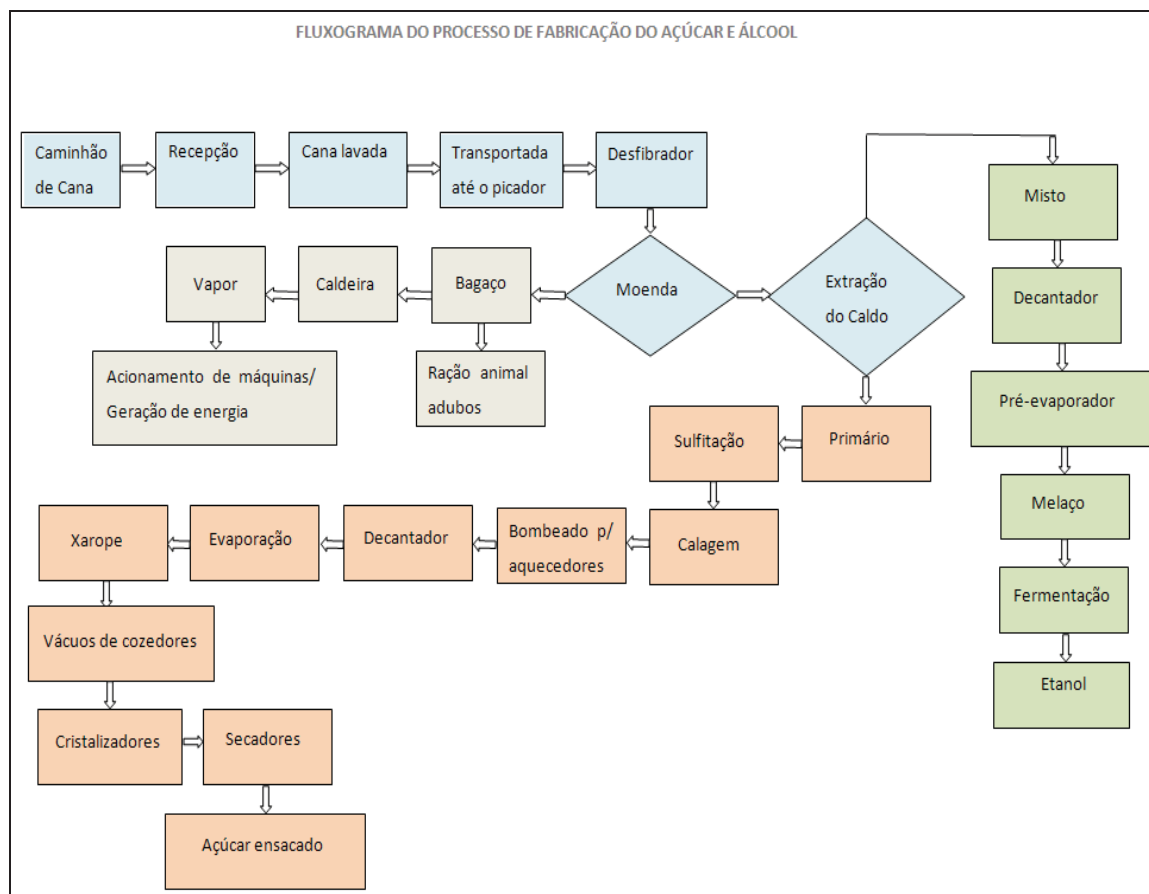 FLUXOGRAMA DO PROCESSO DE FABRICAÇÃO DO AÇÚCAR E ÁLCOOL
Caminhão
de Cana
Recepção
Cana lavada
Transportada
até o picador
Desfibrador
Misto
Vapor
Caldeira
Bagaço
Moenda
Extração
do Caldo
Decantador
Acionamento de máquinas/
Geração de energia
Ração animal
adubos
Pré-evaporador
Sulfitação
Primário
Melaço
Xarope
Evaporação
Decantador
Bombeado p/
aquecedores
Calagem
Fermentação
Vácuos de cozedores
Etanol
Cristalizadores
Secadores
Açúcar ensacado